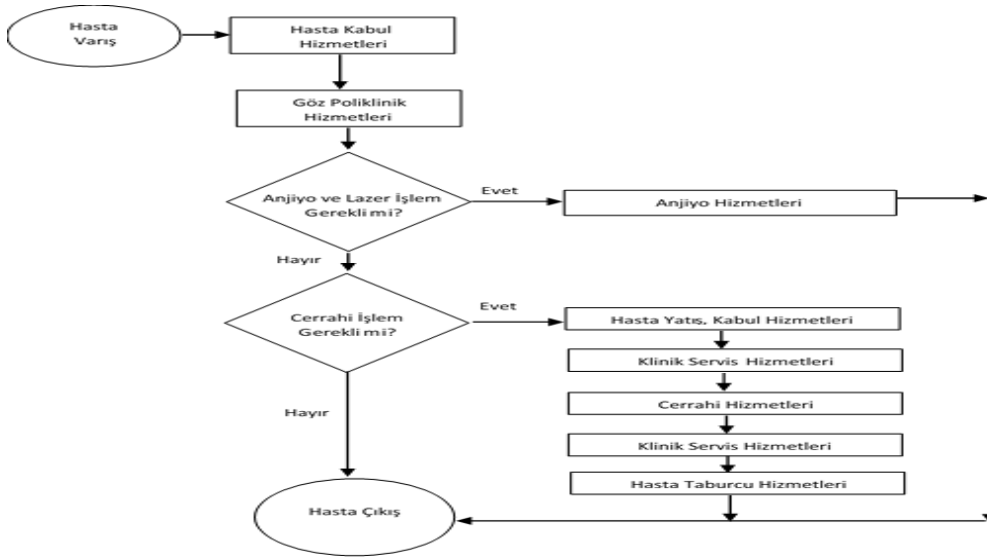 Hasta
Varış
Hasta Kabul
Hizmetleri
Göz Poliklinik
Hizmetleri
Anjiyo ve Lazer İşlem
Gerekli mi?
Evet
Anjiyo Hizmetleri
Hayır
Cerrahi İşlem
Gerekli mi?
Evet
Hasta Yatış, Kabul Hizmetleri
Klinik Servis Hizmetleri
Cerrahi Hizmetleri
Hayır
Klinik Servis Hizmetleri
Hasta Taburcu Hizmetleri
Hasta Çıkış